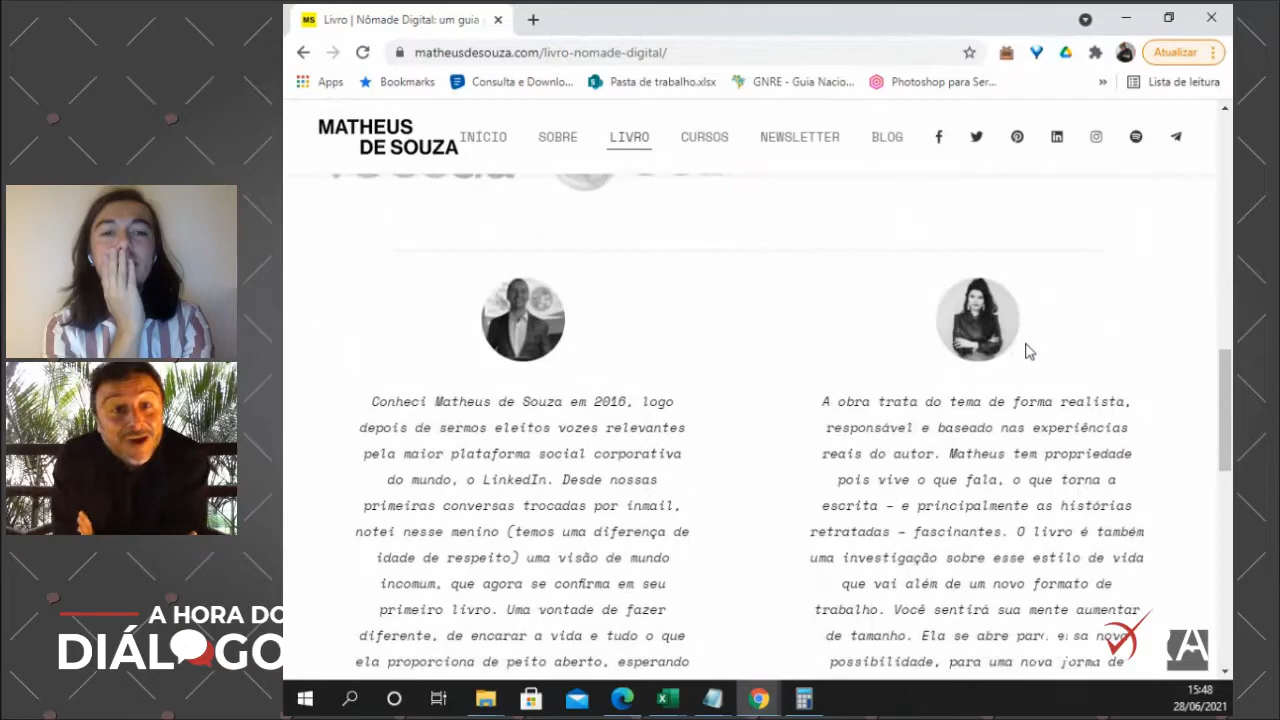 MS Livro | Nômade Digital: um guia
matheusdesouza.com/livro-nomade-digital/
Atualizar
Apps Bookmarks Consulta e Downlo... Pasta de trabalho.xlsx GNRE - Guia Nacio... Photoshop para Ser... » Lista de leitura
MATHEUS
DE SOUZA
INÍCIO SOBRE LIVRO CURSOS NEWSLETTER BLOG
Conheci Matheus de Souza em 2016, logo
depois de sermos eleitos vozes relevantes
pela maior plataforma social corporativa
do mundo, o LinkedIn. Desde nossas
primeiras conversas trocadas por inmail,
notei nesse menino (temos uma diferença de
idade de respeito) uma visão de mundo
incomum, que agora se confirma em seu
primeiro livro. Uma vontade de fazer
diferente, de encarar a vida e tudo o que
ela proporciona de peito aberto, esperando
A obra trata do tema de forma realista,
responsável e baseado nas experiências
reais do autor. Matheus tem propriedade
pois vive o que fala, o que torna a
escrita – e principalmente as histórias
retratadas – fascinantes. O livro é também
uma investigação sobre esse estilo de vida
que vai além de um novo formato de
trabalho. Você sentirá sua mente aumentar
de tamanho. Ela se abre para essa nova
possibilidade, para uma nova forma de
A HORA DO
DIÁLOGO
15:48
28/06/2021